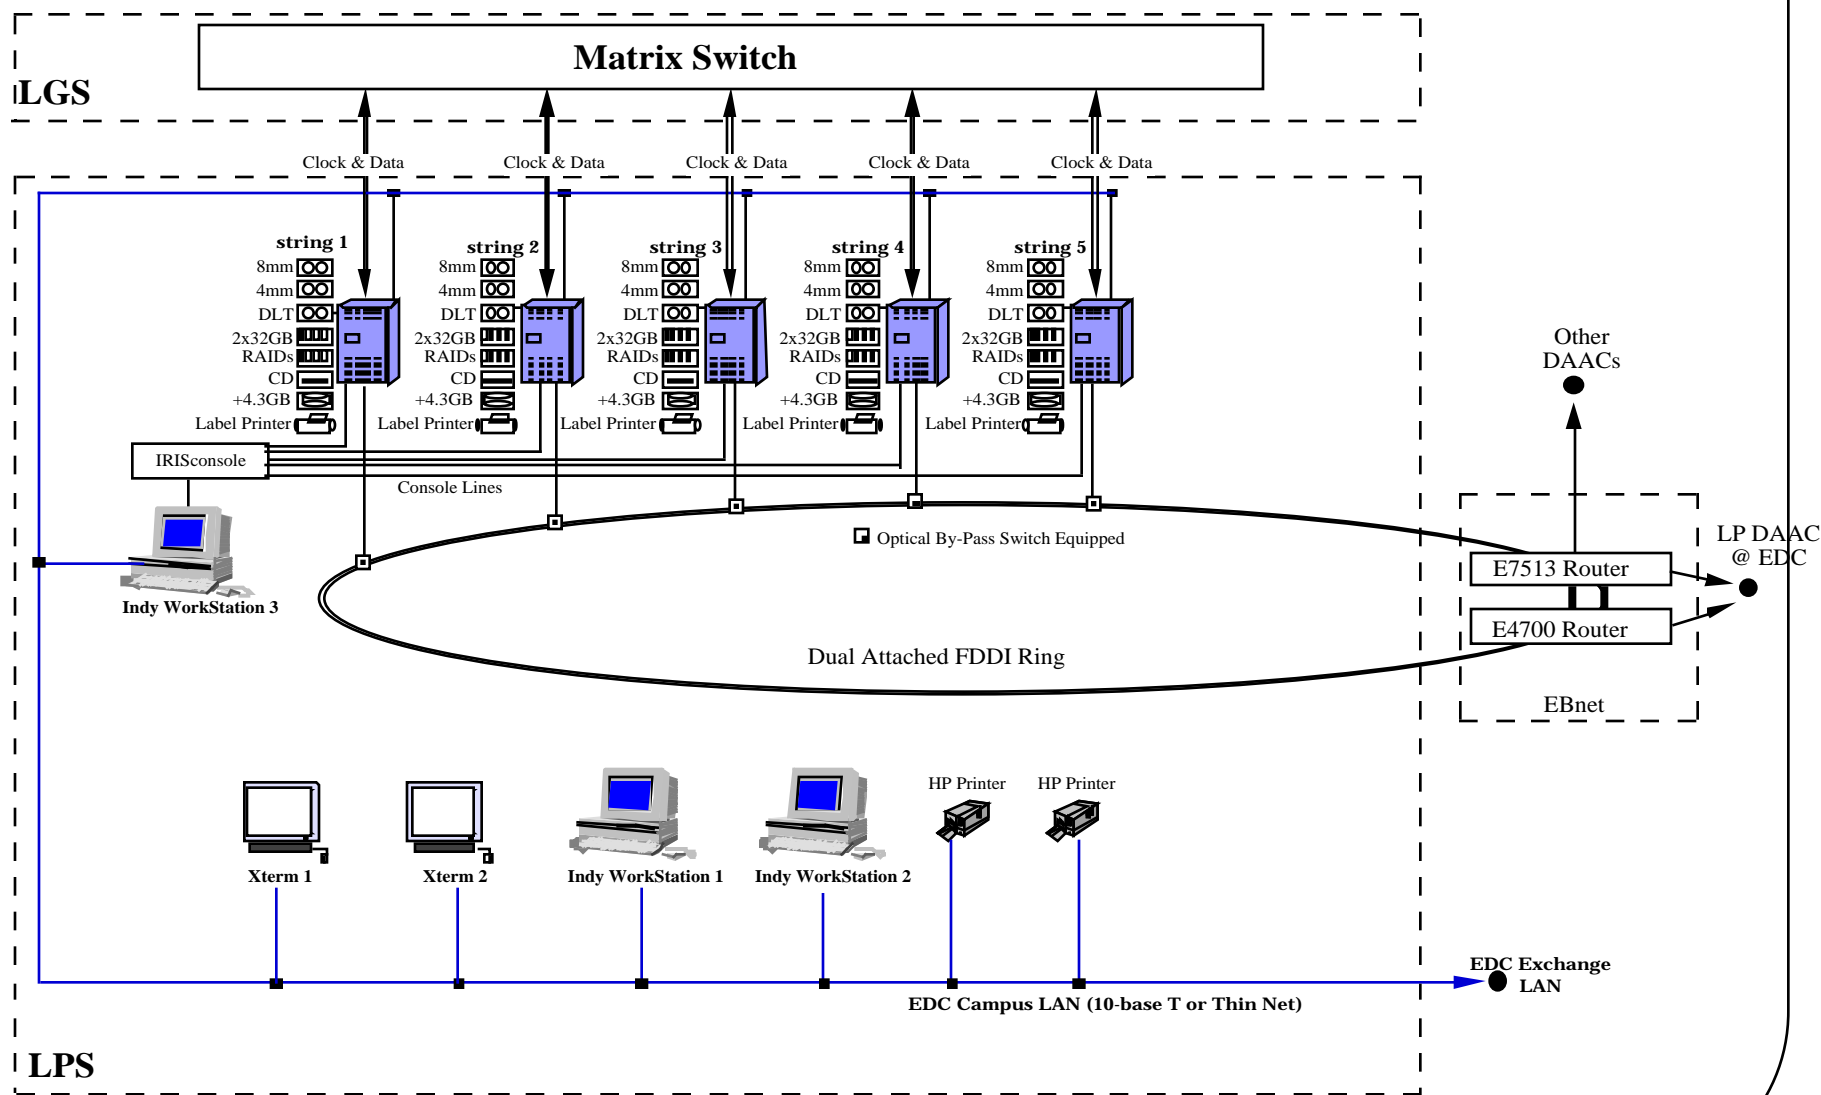 Matrix Switch
LGS
Clock & Data
Clock & Data
Clock & Data
Clock & Data
Clock & Data
string 1
8mm
4mm
DLT
2x32GB
RAIDs
CD
+4.3GB
Label Printer
string 2
8mm
4mm
DLT
2x32GB
RAIDs
CD
+4.3GB
Label Printer
string 3
8mm
4mm
DLT
2x32GB
RAIDs
CD
+4.3GB
Label Printer
string 4
8mm
4mm
DLT
2x32GB
RAIDs
CD
+4.3GB
Label Printer
string 5
8mm
4mm
DLT
2x32GB
RAIDs
CD
+4.3GB
Label Printer
IRISconsole
Console Lines
Indy WorkStation 3
Optical By-Pass Switch Equipped
Dual Attached FDDI Ring
Other
DAACs
LP DAAC
@ EDC
E7513 Router
E4700 Router
EBnet
HP Printer
HP Printer
Xterm 1
Xterm 2
Indy WorkStation 1
Indy WorkStation 2
EDC Exchange
LAN
EDC Campus LAN (10-base T or Thin Net)
LPS